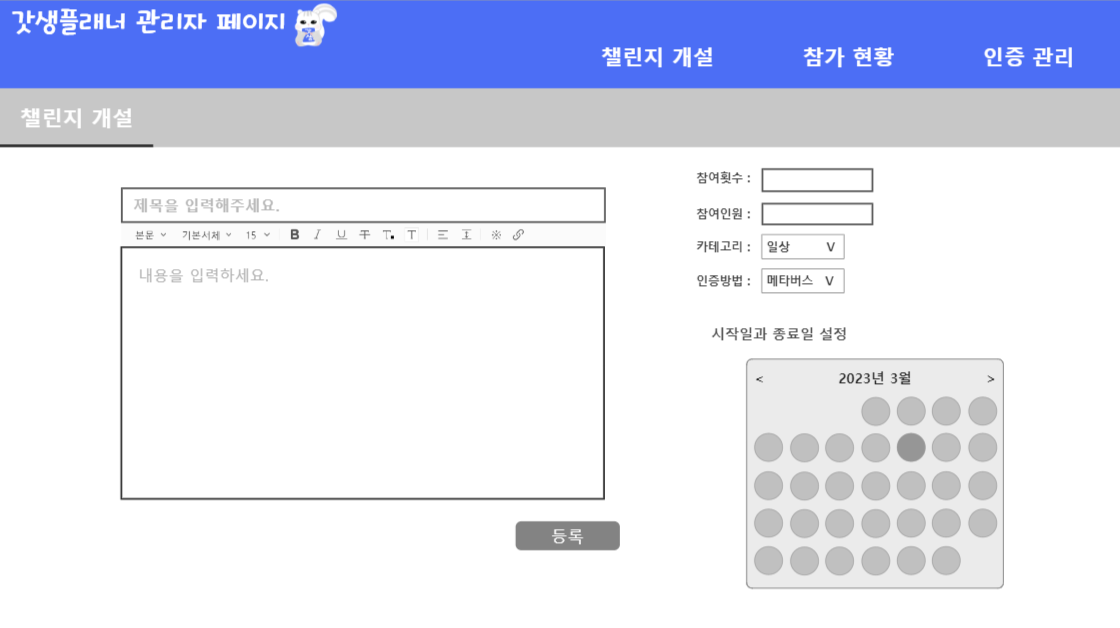 갓생플래너 관리자 페이지
챌린지 개설 참가 현황 인증 관리
챌린지 개설
제목을 입력해주세요.
본문 기본서체 15 B I U T T T
내용을 입력하세요.
등록
참여횟수 :
참여인원 :
카테고리 : 일상 V
인증방법 : 메타버스 V
시작일과 종료일 설정
< 2023년 3월 >